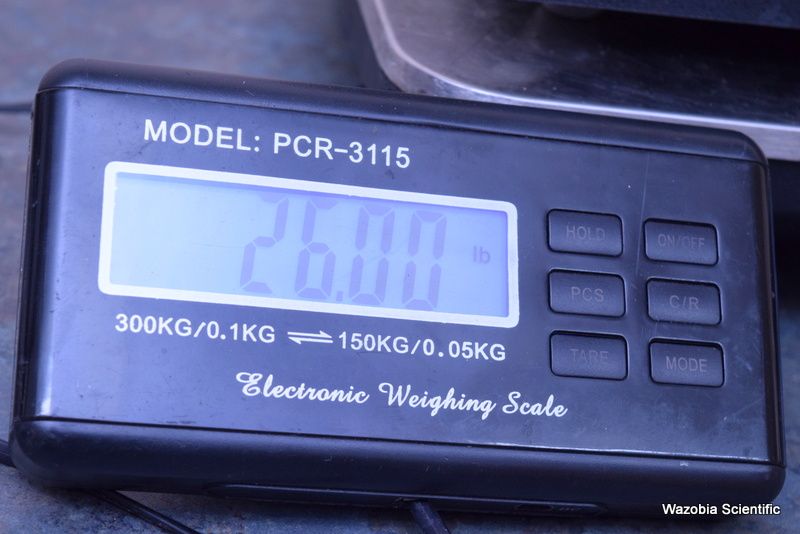 MODEL: PCR-3115
26.00 lb
HOLD ON/OFF
PCS C/R
TARE MODE
300KG/0.1KG ⇌ 150KG/0.05KG
Electronic Weighing Scale
Wazobia Scientific